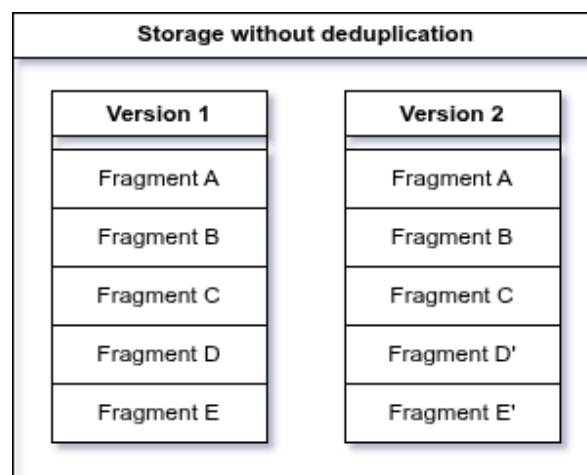 Storage without deduplication
Version 1
Fragment A
Fragment B
Fragment C
Fragment D
Fragment E
Version 2
Fragment A
Fragment B
Fragment C
Fragment D'
Fragment E'